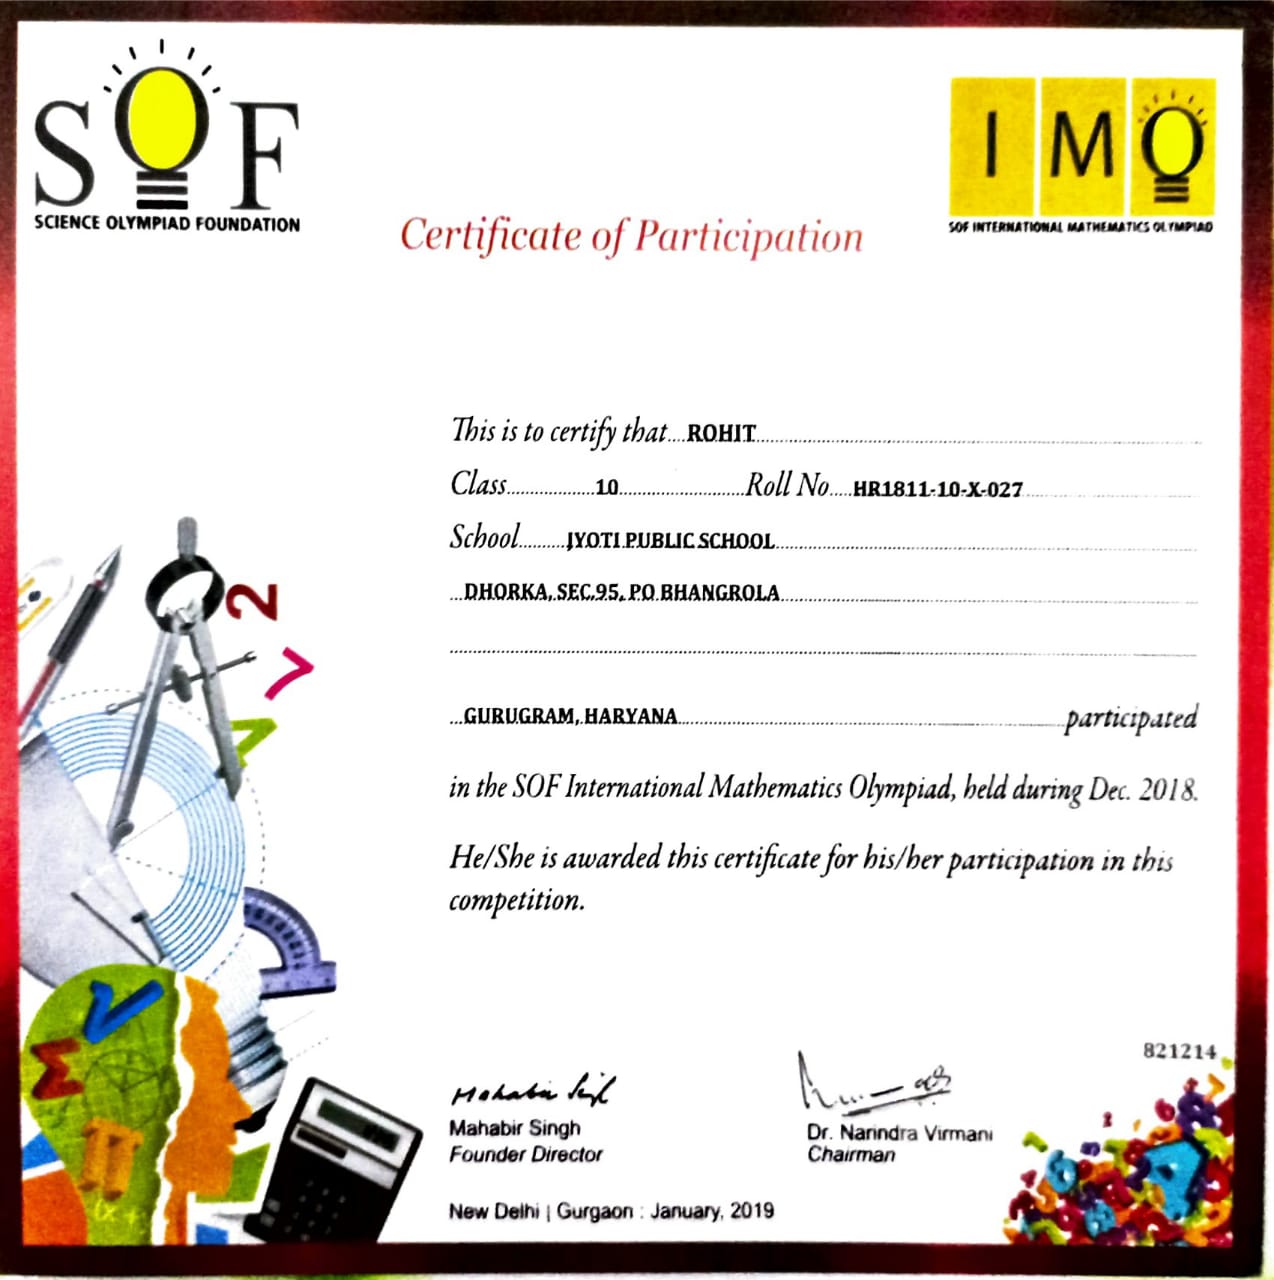 SOF
SCIENCE OLYMPIAD FOUNDATION
IMO
SOF INTERNATIONAL MATHEMATICS OLYMPIAD
Certificate of Participation
This is to certify that....ROHIT
Class 10 Roll No HR1811-10-X-027
School JYOTI PUBLIC SCHOOL
DHORKA, SEC 95, PO BHANGROLA
GURUGRAM, HARYANA participated
in the SOF International Mathematics Olympiad, held during Dec. 2018.
He/She is awarded this certificate for his/her participation in this
competition.
821214
Mahabir Singh
Mahabir Singh
Founder Director
Dr. Narindra Virmani
Chairman
New Delhi | Gurgaon : January, 2019